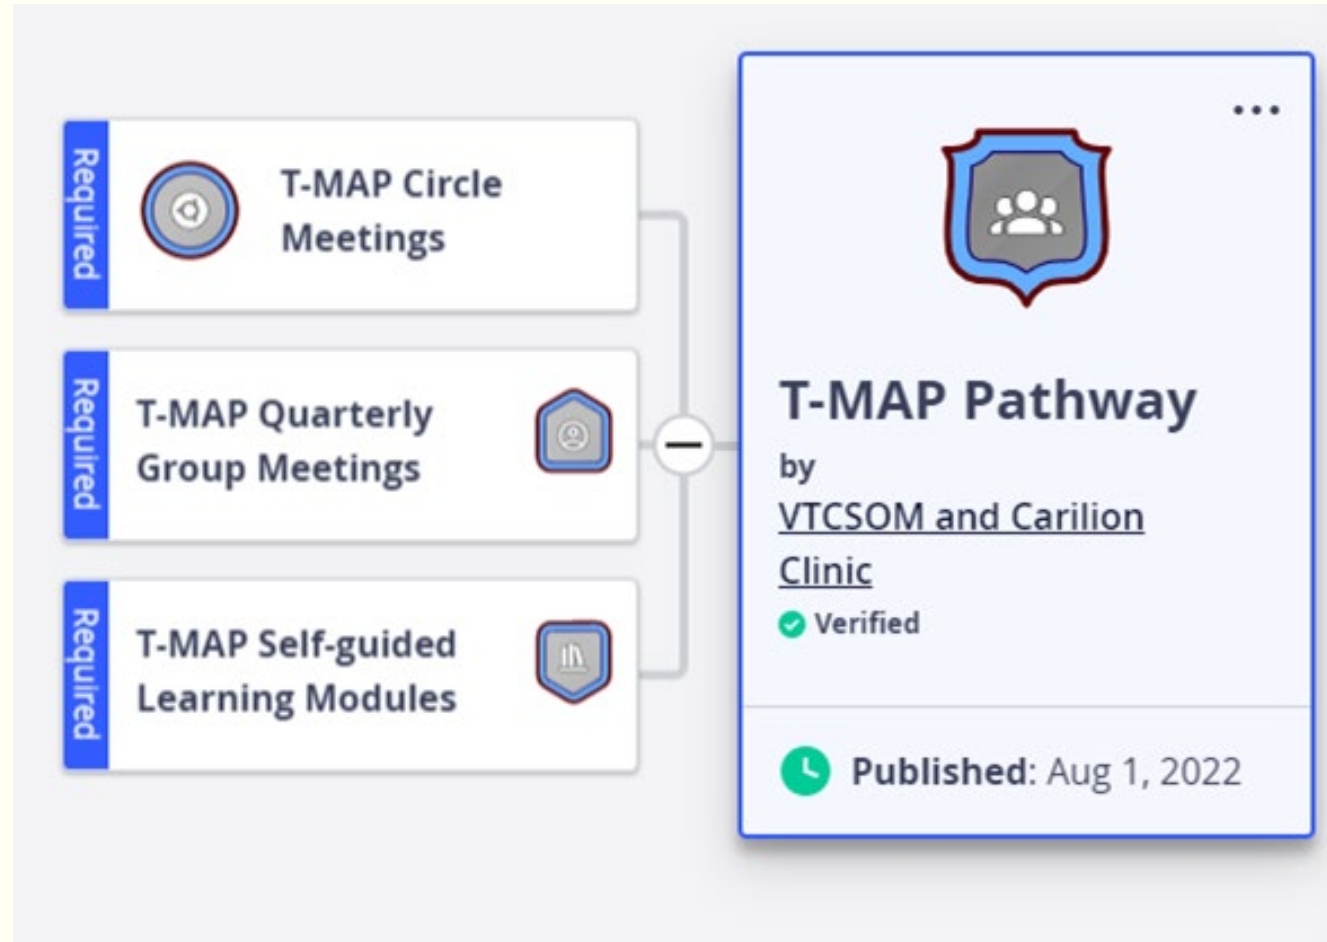 Required
T-MAP Circle
Meetings
Required
T-MAP Quarterly
Group Meetings
Required
T-MAP Self-guided
Learning Modules
T-MAP Pathway
by
VTCSOM and Carilion
Clinic
Verified
Published: Aug 1, 2022